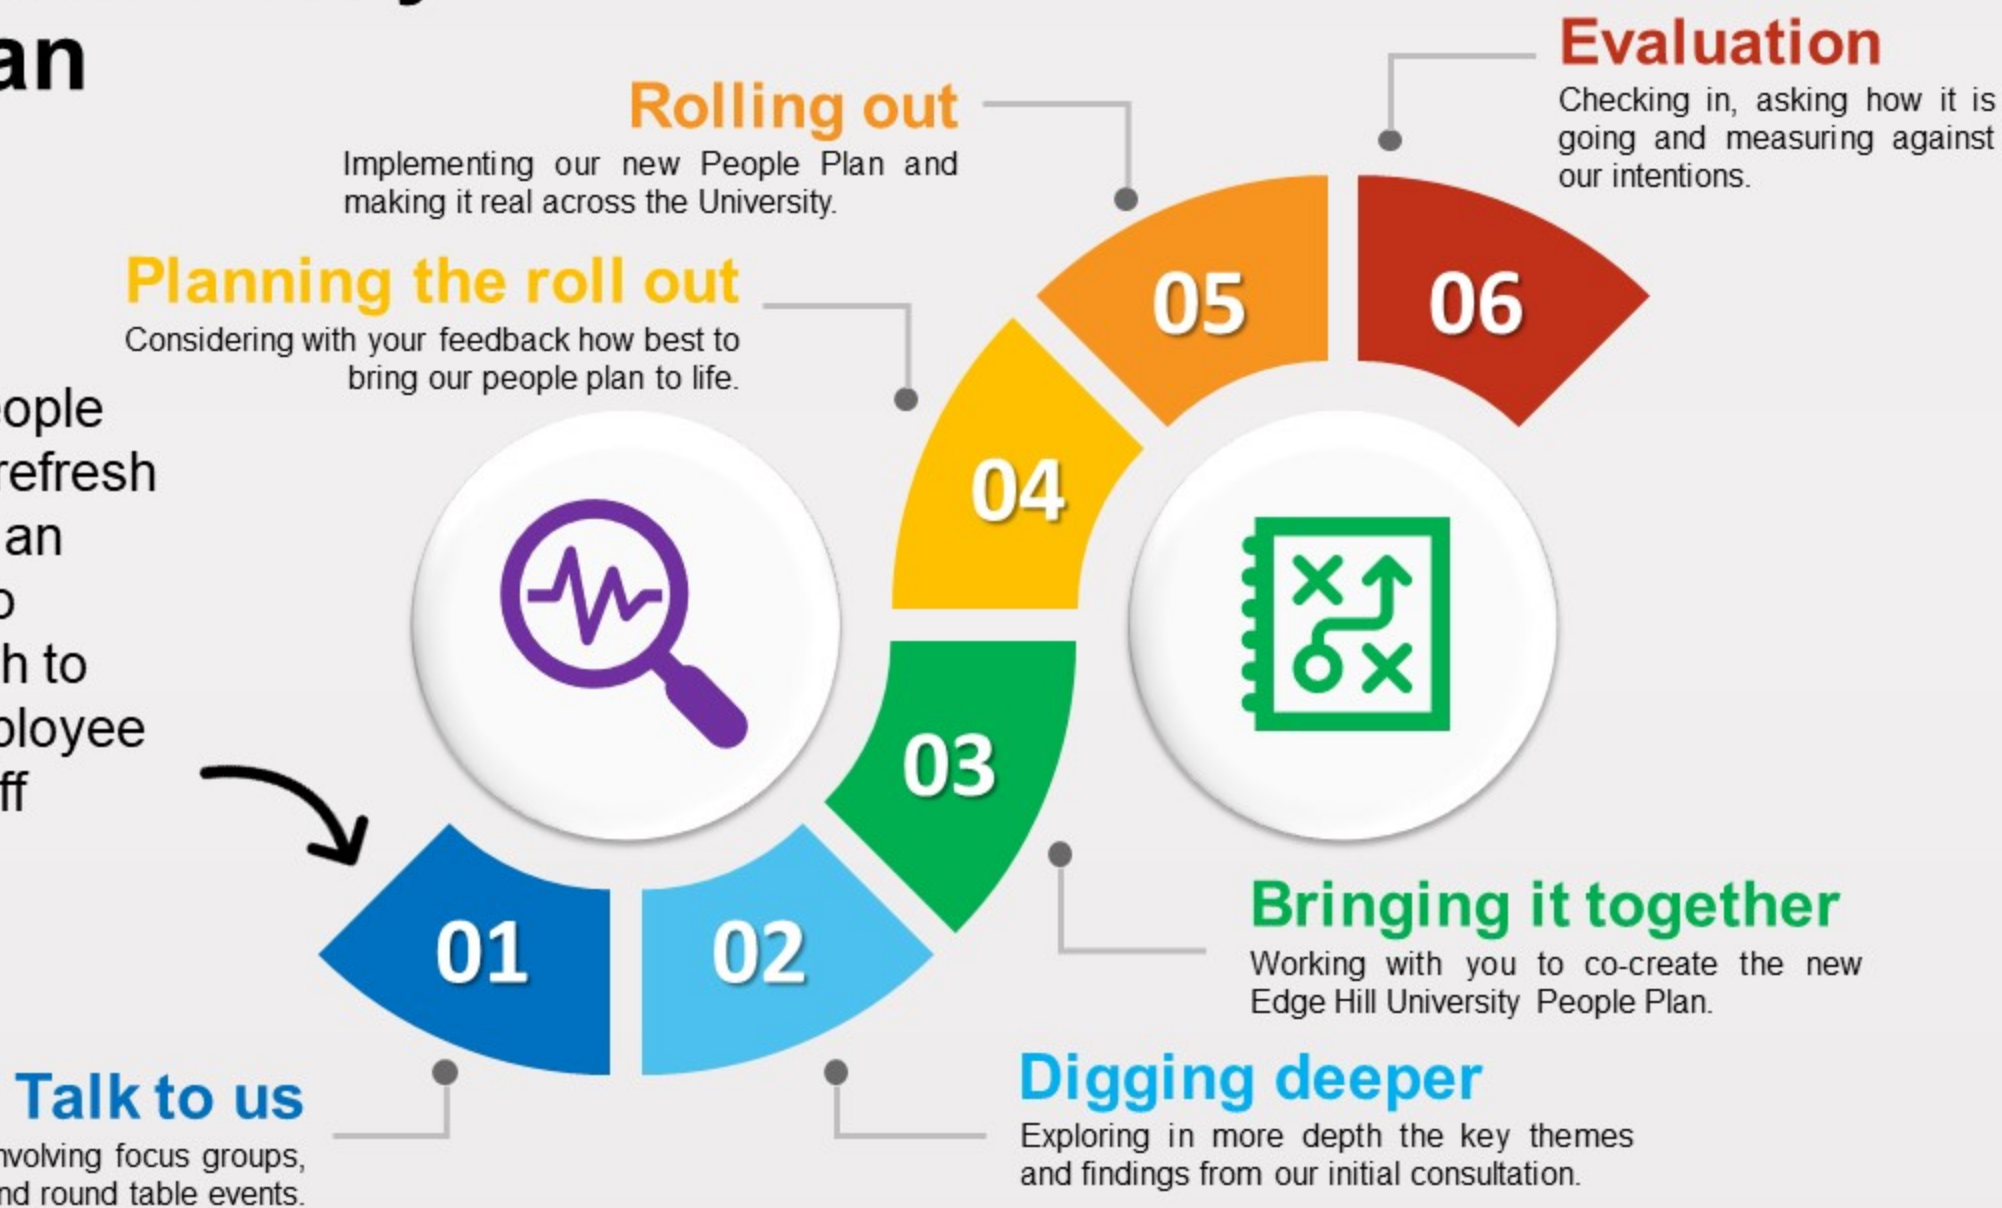 an
ople
refresh
an
to
h to
ployee
ff
Evaluation
Checking in, asking how it is
going and measuring against
our intentions.
Rolling out
Implementing our new People Plan and
making it real across the University.
Planning the roll out
Considering with your feedback how best to
bring our people plan to life.
05
06
04
03
01
02
Bringing it together
Working with you to co-create the new
Edge Hill University People Plan.
Digging deeper
Exploring in more depth the key themes
and findings from our initial consultation.
Talk to us
nvolving focus groups,
nd round table events.